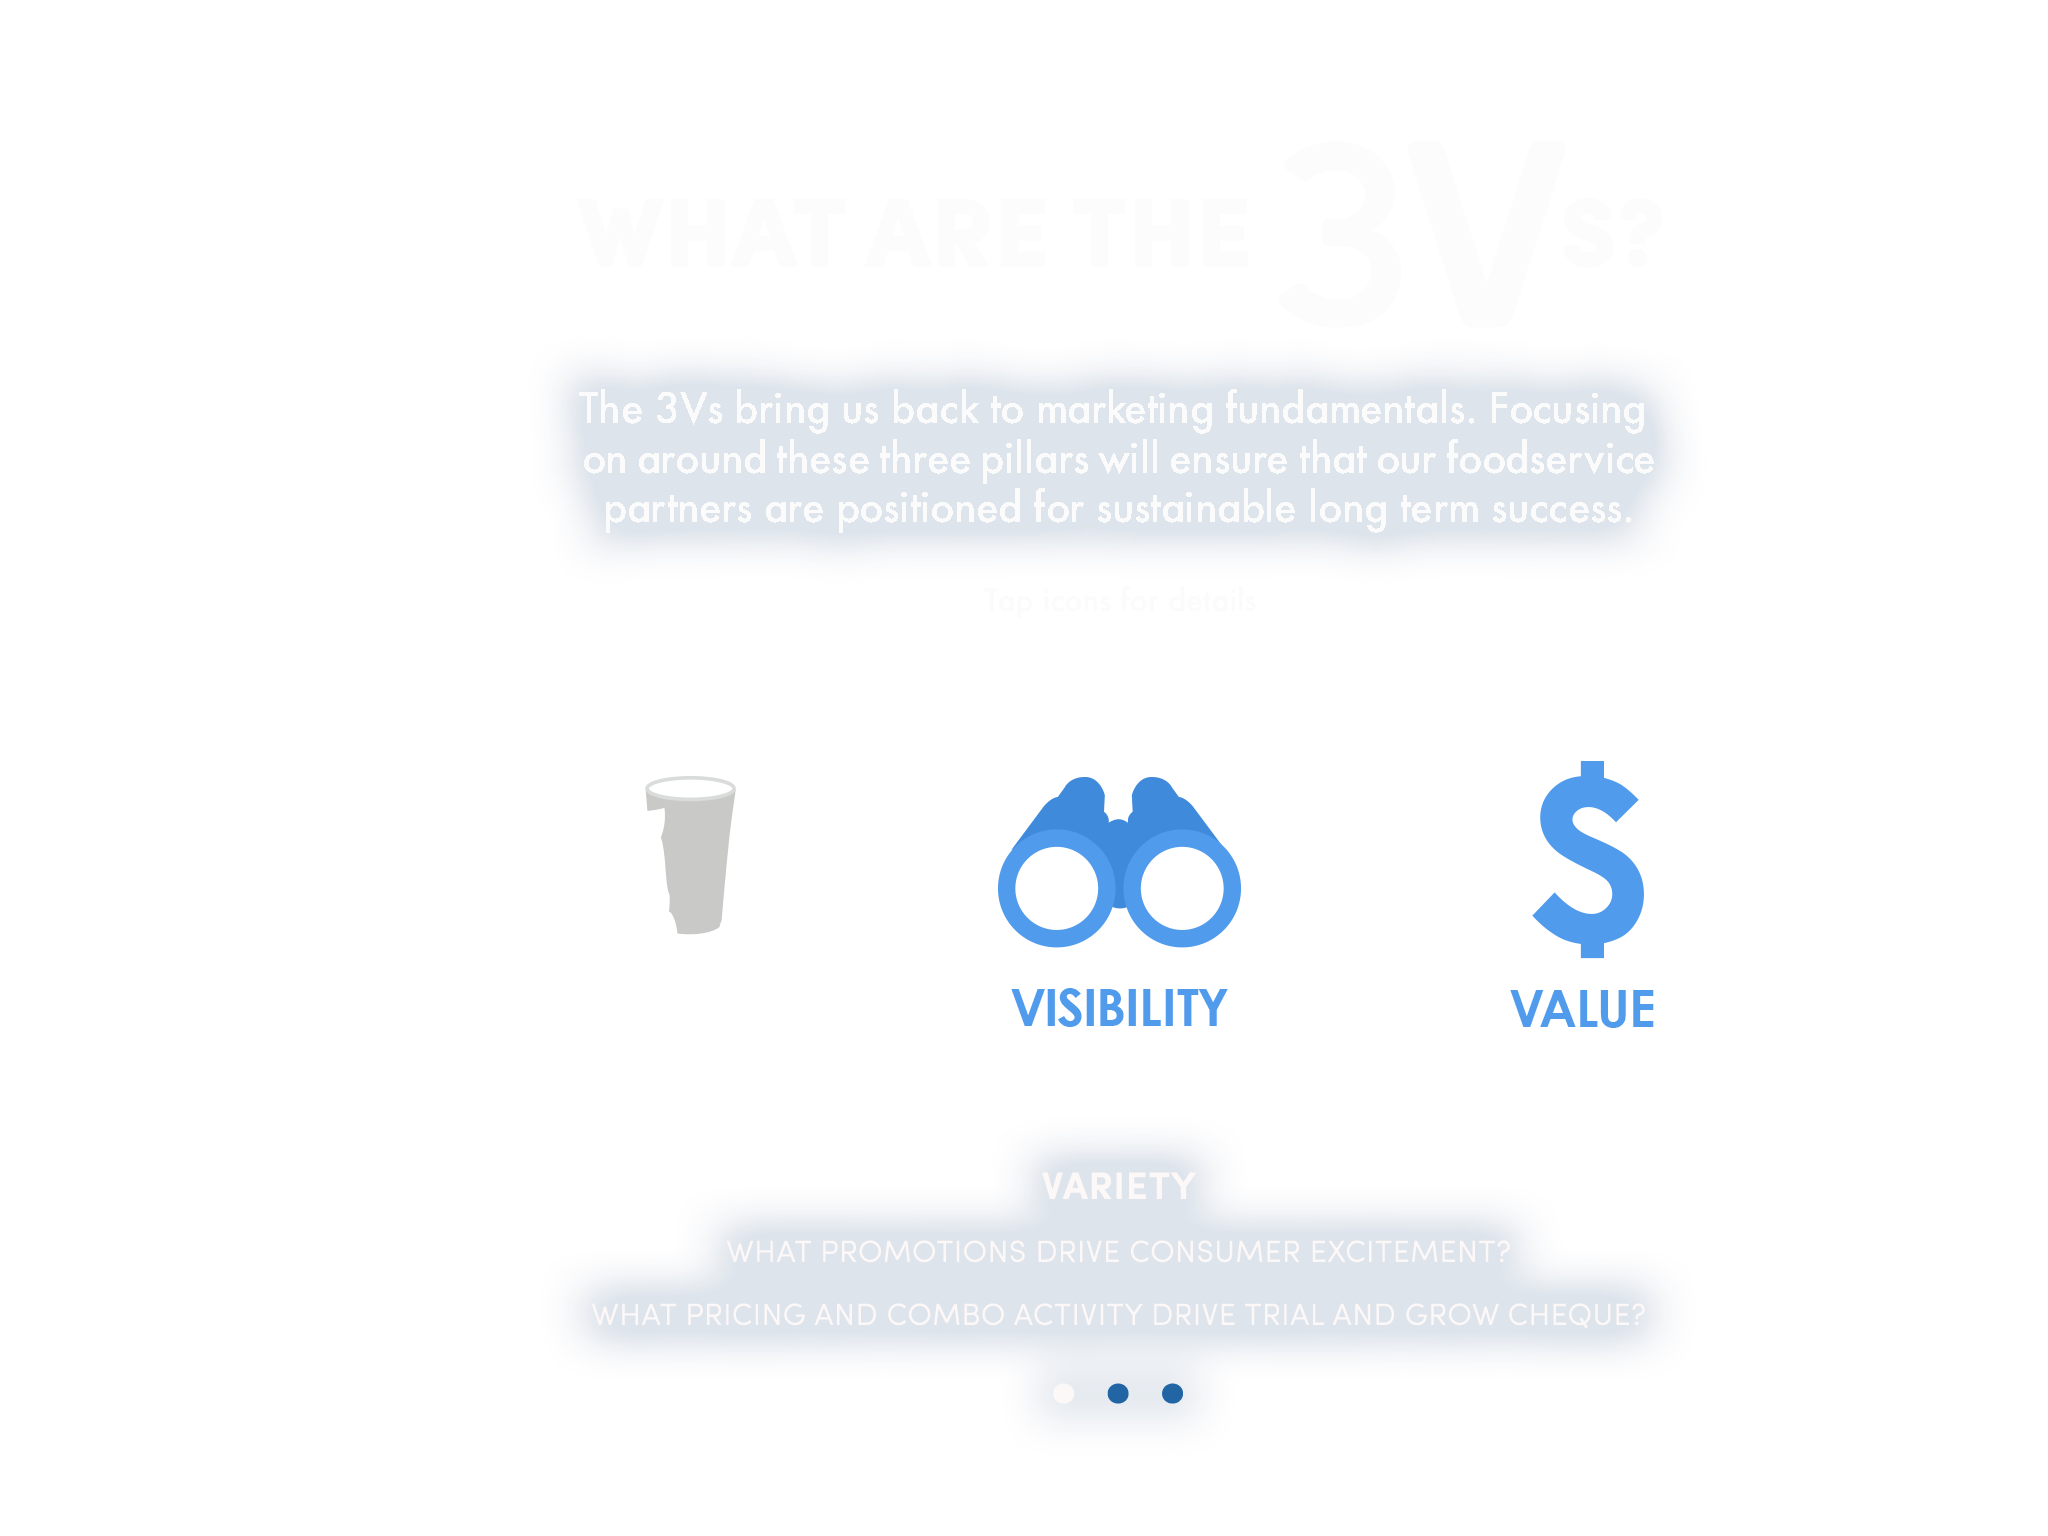 WHAT ARE THE 3Vs?
The 3Vs bring us back to marketing fundamentals. Focusing
on around these three pillars will ensure that our foodservice
partners are positioned for sustainable long term success.
Tap icons for details
VISIBILITY
VALUE
VARIETY
WHAT PROMOTIONS DRIVE CONSUMER EXCITEMENT?
WHAT PRICING AND COMBO ACTIVITY DRIVE TRIAL AND GROW CHEQUE?